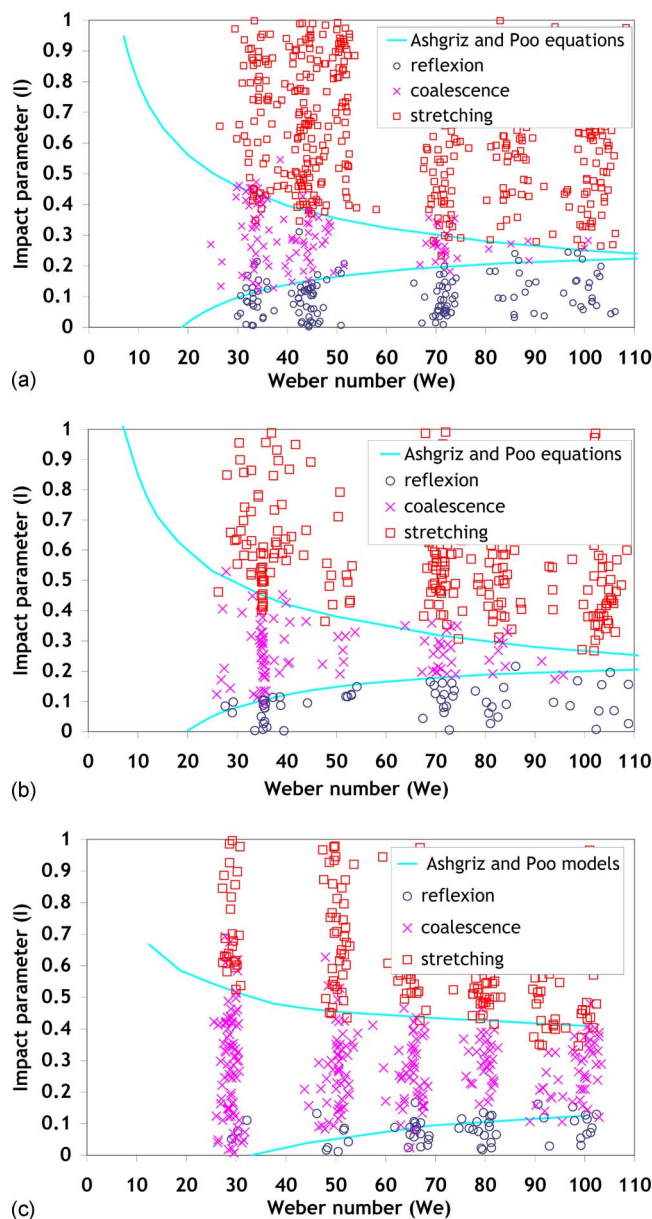 Impact parameter (I)
1
0.9
0.8
0.7
0.6
0.5
0.4
0.3
0.2
0.1
0
Ashgriz and Poo equations
reflexion
coalescence
stretching
0 10 20 30 40 50 60 70 80 90 100 110
Weber number (We)
(a)
Impact parameter (I)
1
0.9
0.8
0.7
0.6
0.5
0.4
0.3
0.2
0.1
0
Ashgriz and Poo equations
reflexion
coalescence
stretching
0 10 20 30 40 50 60 70 80 90 100 110
Weber number (We)
(b)
Impact parameter (I)
1
0.9
0.8
0.7
0.6
0.5
0.4
0.3
0.2
0.1
0
Ashgriz and Poo models
reflexion
coalescence
stretching
0 10 20 30 40 50 60 70 80 90 100 110
Weber number (We)
(c)